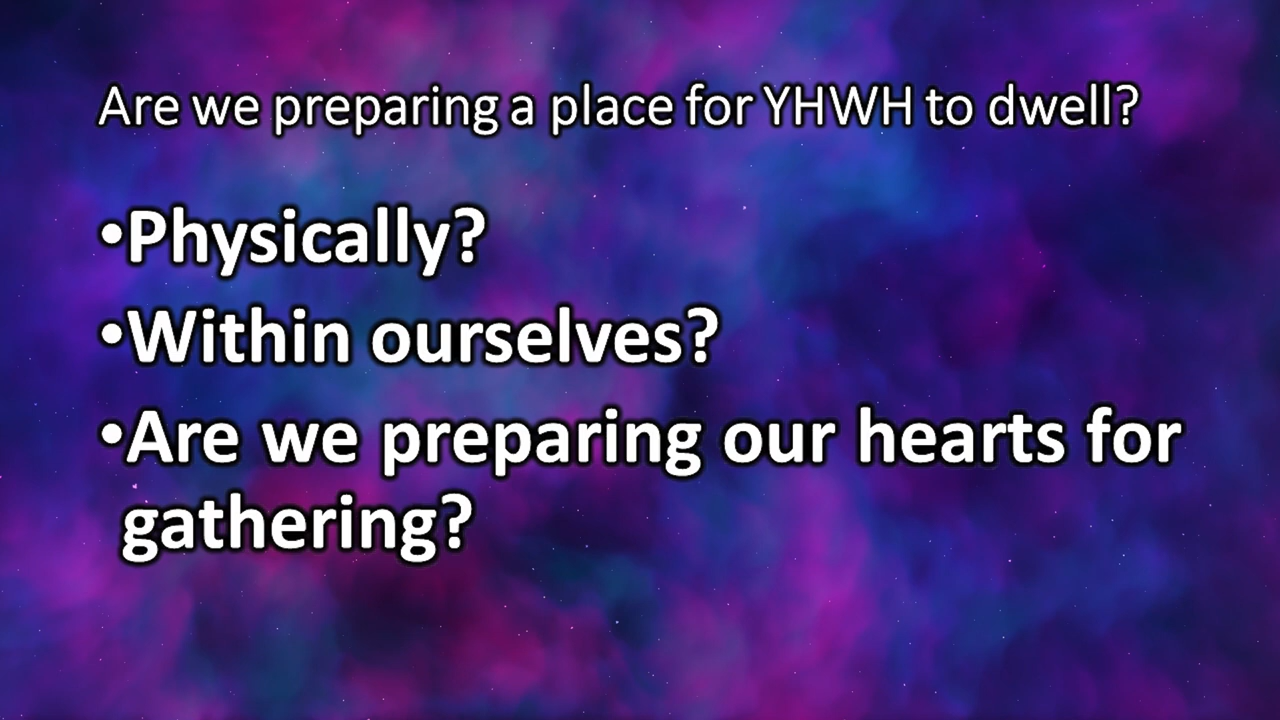 Are we preparing a place for YHWH to dwell?
•Physically?
•Within ourselves?
•Are we preparing our hearts for
gathering?